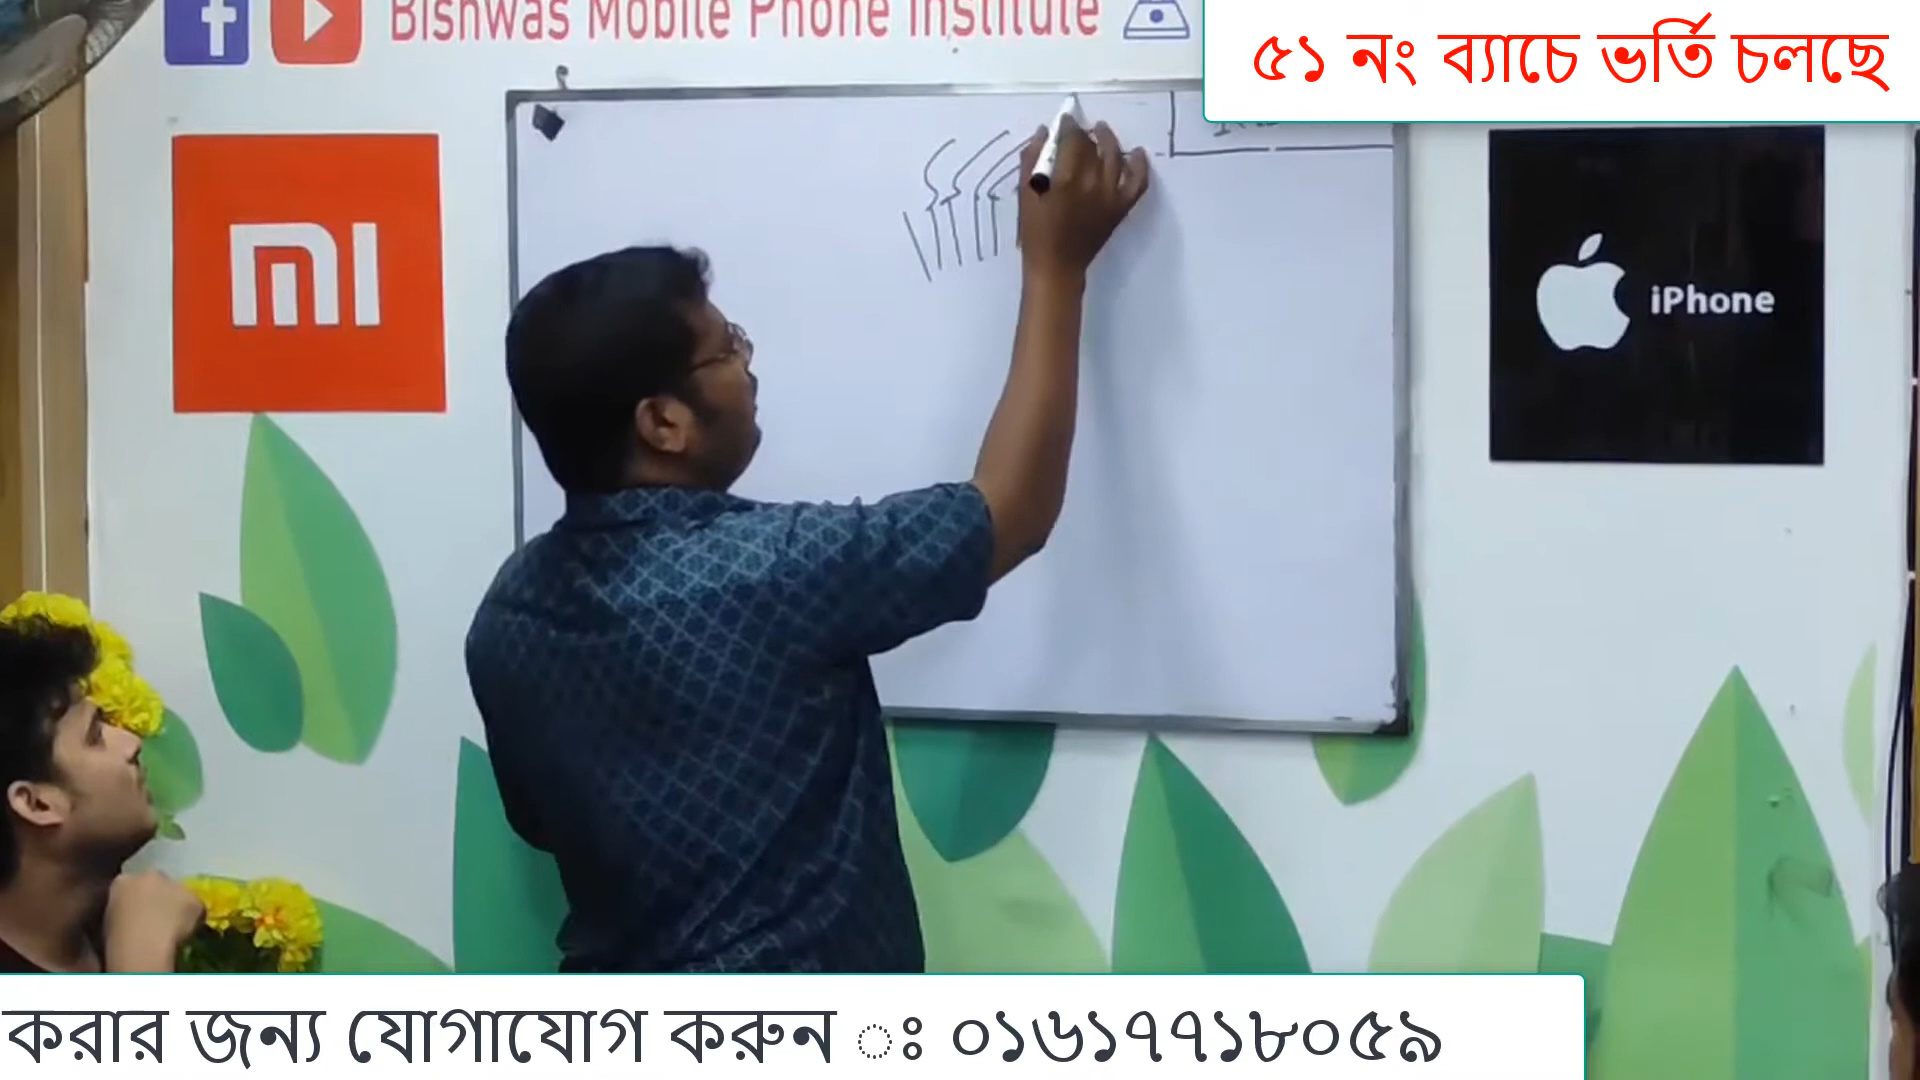 Bishwas Mobile Phone Institute
৫১ নং ব্যাচে ভর্তি চলছে
mi
iPhone
করার জন্য যোগাযোগ করুন ঃ ০১৬১৭৭১৮০৫৯